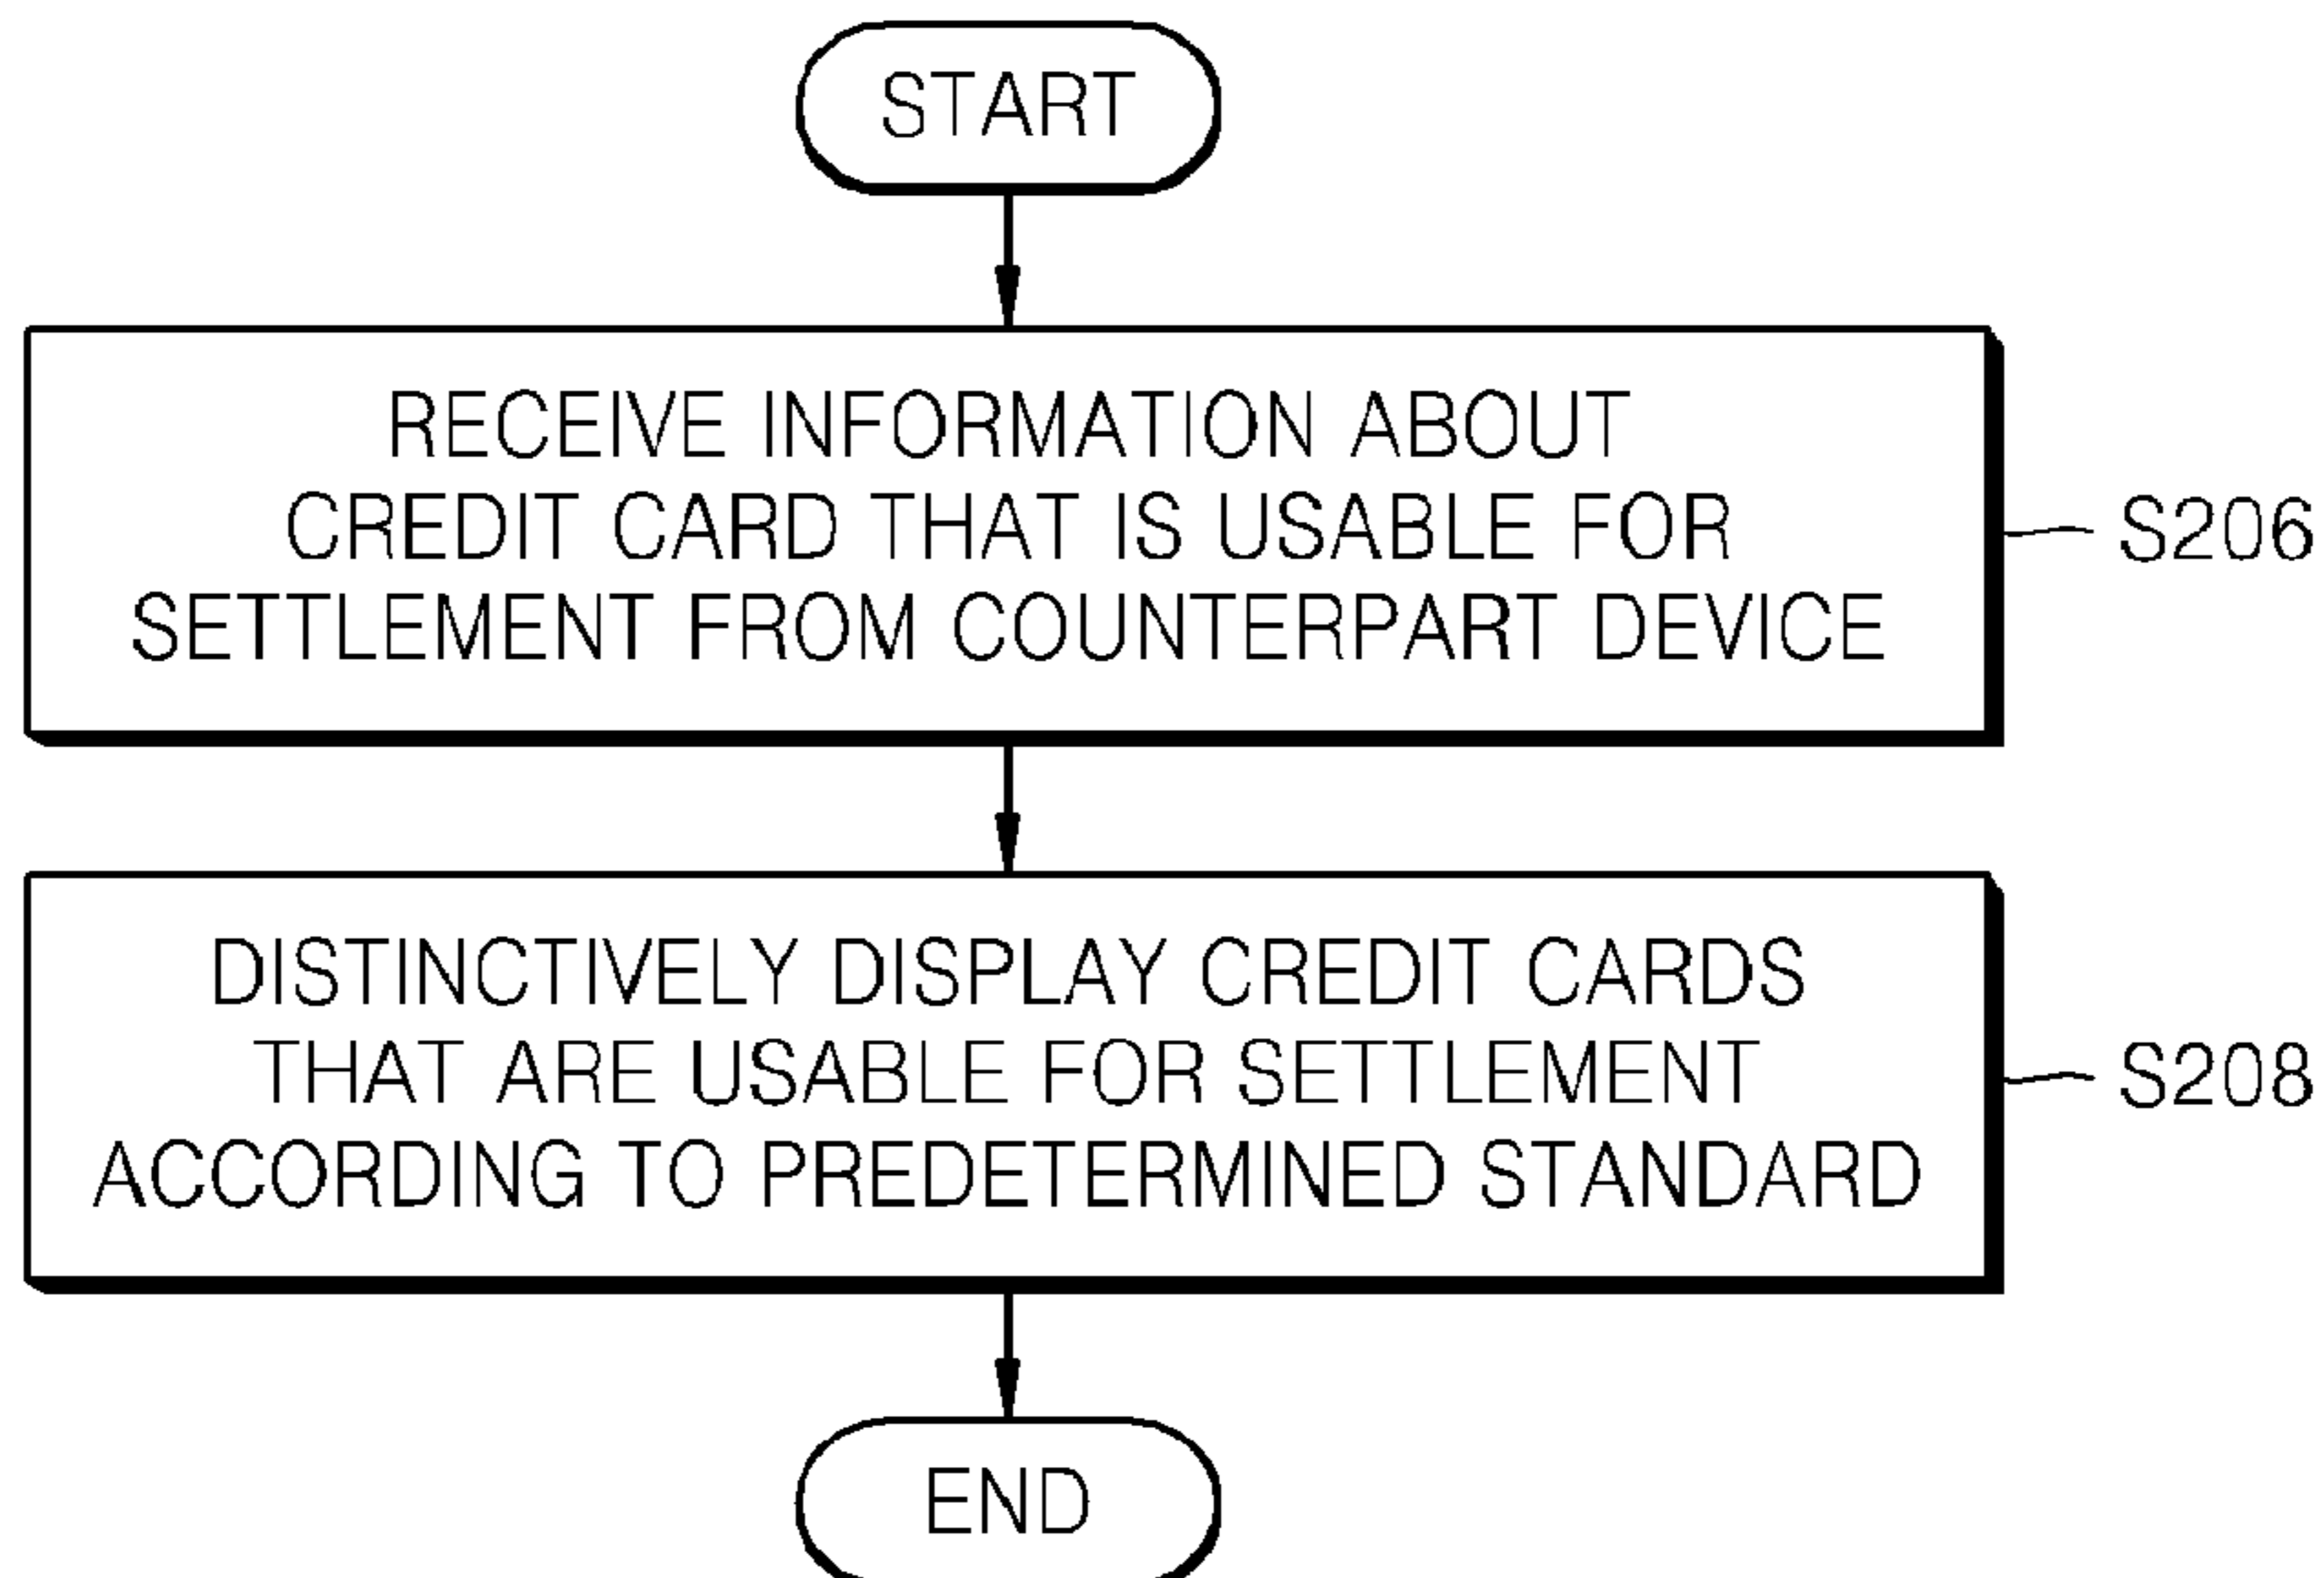 START
RECEIVE INFORMATION ABOUT
CREDIT CARD THAT IS USABLE FOR
SETTLEMENT FROM COUNTERPART DEVICE
S206
DISTINCTIVELY DISPLAY CREDIT CARDS
THAT ARE USABLE FOR SETTLEMENT
ACCORDING TO PREDETERMINED STANDARD
S208
END